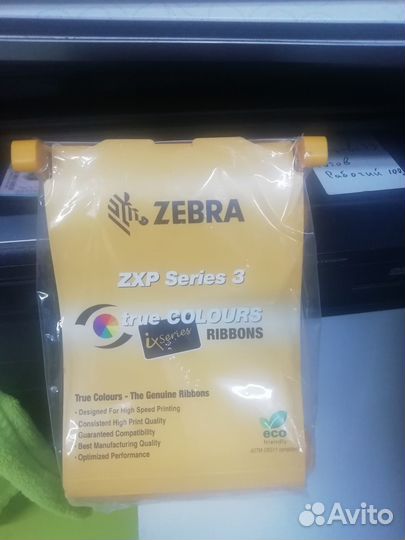 ZEBRA
ZXP Series 3
true COLOURS
ix Series
RIBBONS
True Colours - The Genuine Ribbons
• Designed For High Speed Printing
• Consistent High Print Quality
• Guaranteed Compatibility
• Best Manufacturing Quality
• Optimized Performance
eco
friendly
Рабочий
Avito